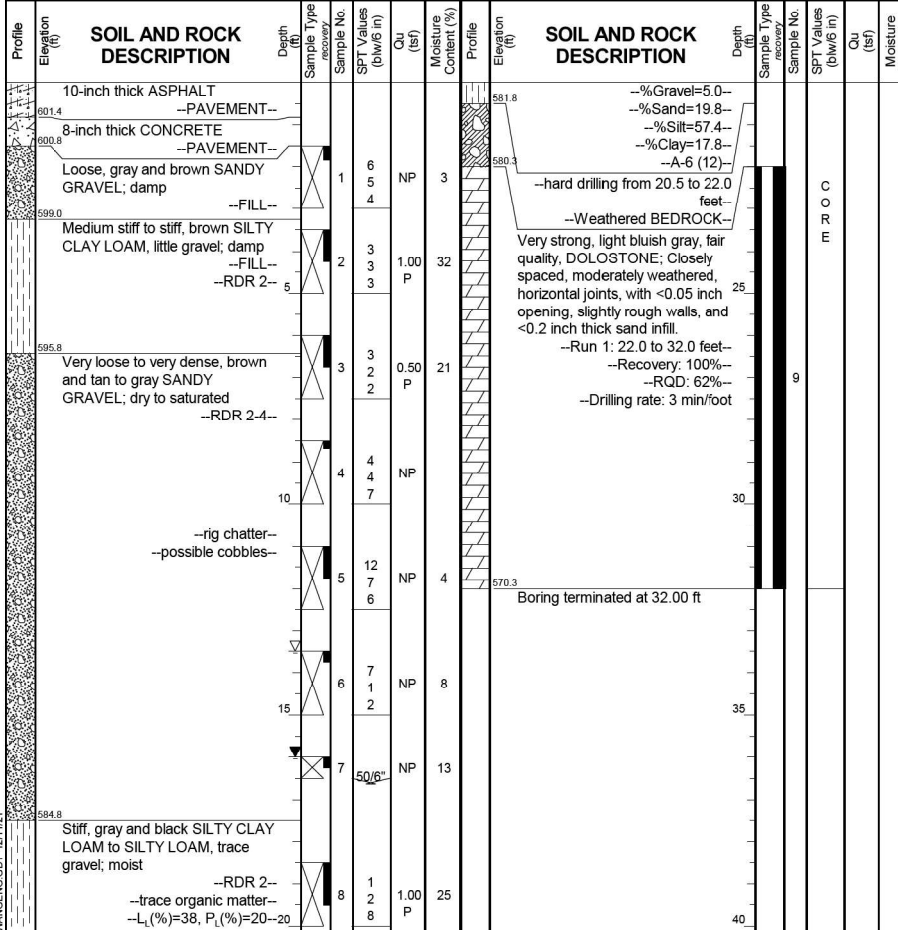 Profile
Elevation (ft)
SOIL AND ROCK
DESCRIPTION
Depth (ft)
Sample Type
recovery
Sample No.
SPT Values
(blw/6 in)
Qu
(tsf)
Moisture
Content (%)
10-inch thick ASPHALT
--PAVEMENT--
601.4
8-inch thick CONCRETE
600.8
--PAVEMENT--
Loose, gray and brown SANDY
GRAVEL; damp
--FILL--
1
6
5
4
NP
3
599.0
Medium stiff to stiff, brown SILTY
CLAY LOAM, little gravel; damp
--FILL--
--RDR 2--
5
2
3
3
3
1.00
P
32
595.8
Very loose to very dense, brown
and tan to gray SANDY
GRAVEL; dry to saturated
--RDR 2-4--
3
3
2
2
0.50
P
21
4
4
4
7
NP
10
--rig chatter--
--possible cobbles--
5
12
7
6
NP
4
6
7
1
2
NP
8
15
7
50/6"
NP
13
584.8
Stiff, gray and black SILTY CLAY
LOAM to SILTY LOAM, trace
gravel; moist
--RDR 2--
--trace organic matter--
--LL(%)=38, PL(%)=20--
20
8
1
2
8
1.00
P
25
Profile
Elevation
(ft)
SOIL AND ROCK
DESCRIPTION
Depth
(ft)
Sample Type
recovery
Sample No.
SPT Values
(blw/6 in)
Qu
(tsf)
Moisture
--%Gravel=5.0--
581.8
--%Sand=19.8--
--%Silt=57.4--
--%Clay=17.8--
--A-6 (12)--
580.3
--hard drilling from 20.5 to 22.0
feet--
--Weathered BEDROCK--
Very strong, light bluish gray, fair
quality, DOLOSTONE; Closely
spaced, moderately weathered,
horizontal joints, with <0.05 inch
opening, slightly rough walls, and
<0.2 inch thick sand infill.
--Run 1: 22.0 to 32.0 feet--
--Recovery: 100%--
--RQD: 62%--
--Drilling rate: 3 min/foot
25
9
C
O
R
E
30
570.3
Boring terminated at 32.00 ft
35
40